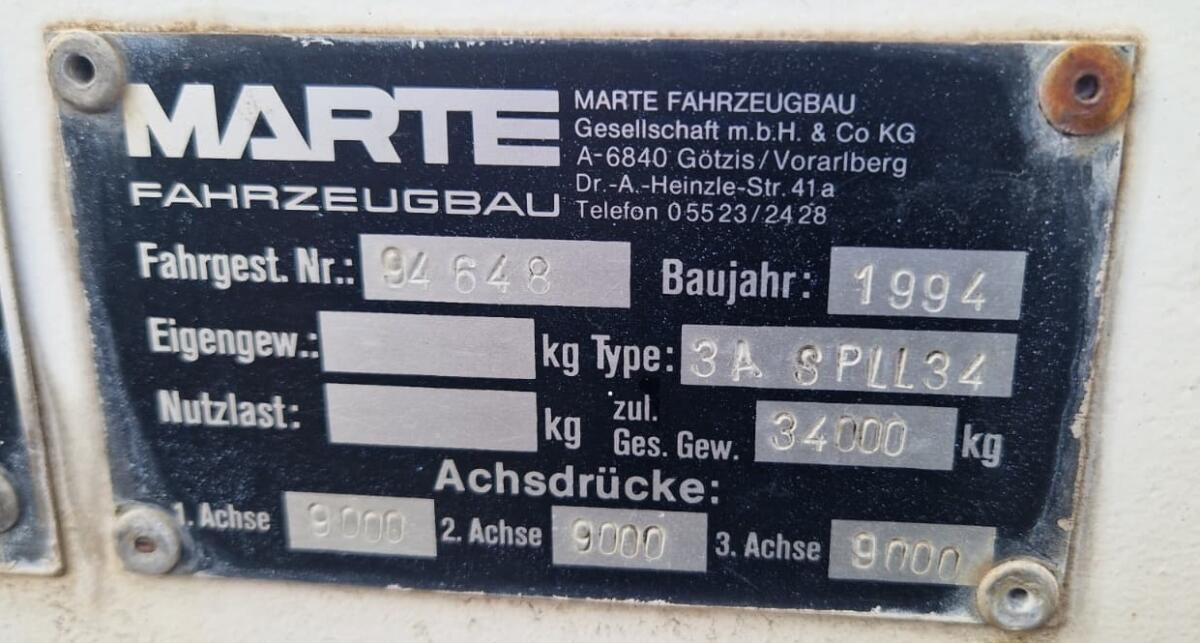 MARTE
FAHRZEUGBAU
MARTE FAHRZEUGBAU
Gesellschaft m.b.H. & Co KG
A-6840 Götzis/Vorarlberg
Dr.-A.-Heinzle-Str. 41a
Telefon 05523/2428
Fahrgest. Nr.: 94648 Baujahr: 1994
Eigengew.: kg Type: 3A SPLL34
Nutzlast: kg zul. Ges. Gew. 34000 kg
Achsdrücke:
1. Achse 9000 2. Achse 9000 3. Achse 9000